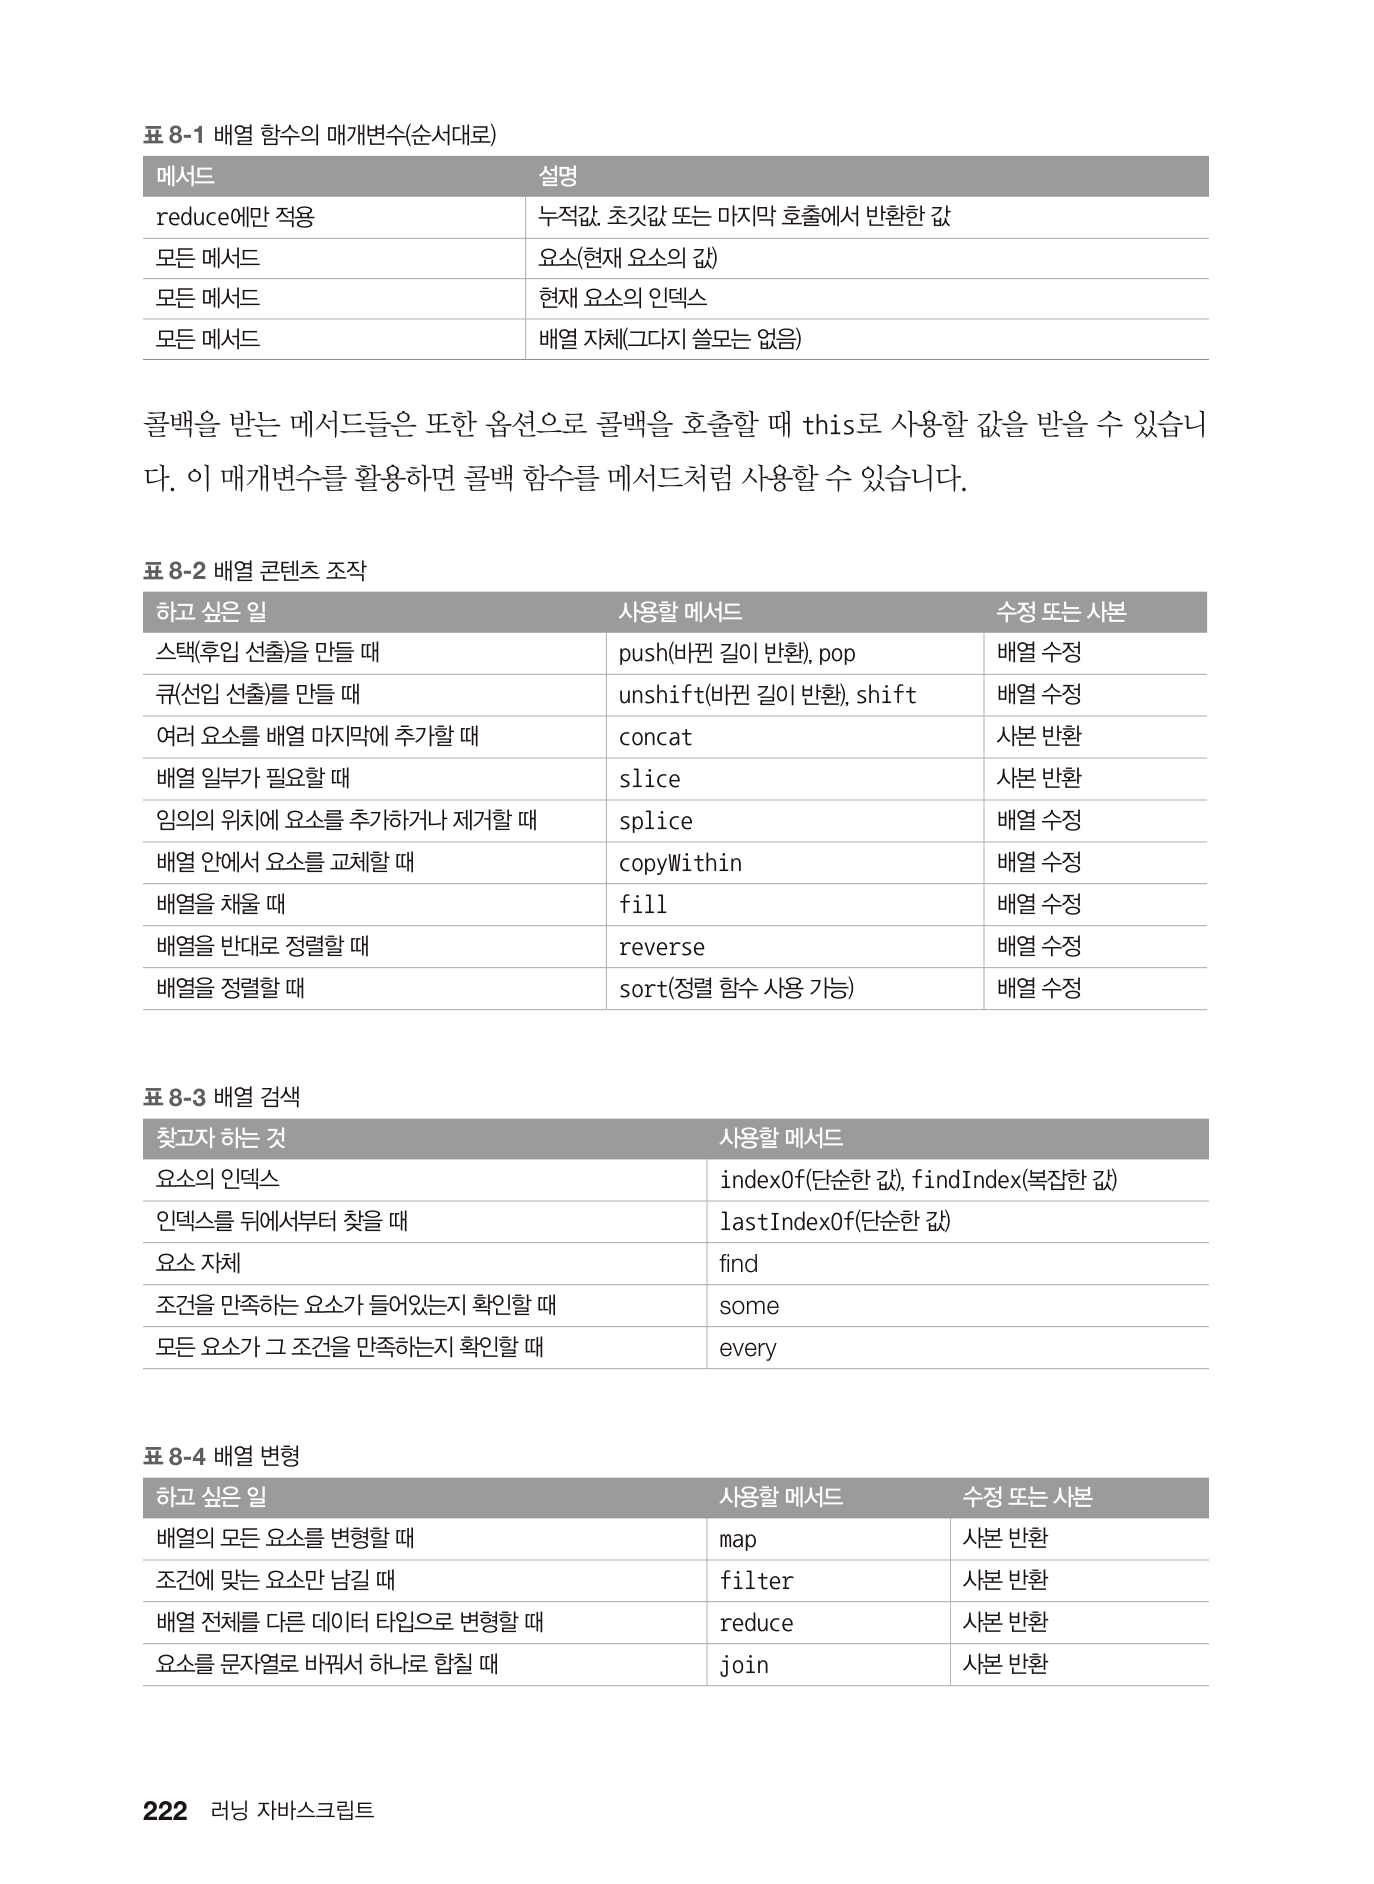 표 8-1 배열 함수의 매개변수(순서대로)
메서드 설명
reduce에만 적용 누적값. 초깃값 또는 마지막 호출에서 반환한 값
모든 메서드 요소(현재 요소의 값)
모든 메서드 현재 요소의 인덱스
모든 메서드 배열 자체(그다지 쓸모는 없음)
콜백을 받는 메서드들은 또한 옵션으로 콜백을 호출할 때 this로 사용할 값을 받을 수 있습니
다. 이 매개변수를 활용하면 콜백 함수를 메서드처럼 사용할 수 있습니다.
표 8-2 배열 콘텐츠 조작
하고 싶은 일 사용할 메서드 수정 또는 사본
스택(후입 선출)을 만들 때 push(바뀐 길이 반환), pop 배열 수정
큐(선입 선출)를 만들 때 unshift(바뀐 길이 반환), shift 배열 수정
여러 요소를 배열 마지막에 추가할 때 concat 사본 반환
배열 일부가 필요할 때 slice 사본 반환
임의의 위치에 요소를 추가하거나 제거할 때 splice 배열 수정
배열 안에서 요소를 교체할 때 copyWithin 배열 수정
배열을 채울 때 fill 배열 수정
배열을 반대로 정렬할 때 reverse 배열 수정
배열을 정렬할 때 sort(정렬 함수 사용 가능) 배열 수정
표 8-3 배열 검색
찾고자 하는 것 사용할 메서드
요소의 인덱스 indexOf(단순한 값), findIndex(복잡한 값)
인덱스를 뒤에서부터 찾을 때 lastIndexOf(단순한 값)
요소 자체 find
조건을 만족하는 요소가 들어있는지 확인할 때 some
모든 요소가 그 조건을 만족하는지 확인할 때 every
표 8-4 배열 변형
하고 싶은 일 사용할 메서드 수정 또는 사본
배열의 모든 요소를 변형할 때 map 사본 반환
조건에 맞는 요소만 남길 때 filter 사본 반환
배열 전체를 다른 데이터 타입으로 변형할 때 reduce 사본 반환
요소를 문자열로 바꿔서 하나로 합칠 때 join 사본 반환
222 러닝 자바스크립트